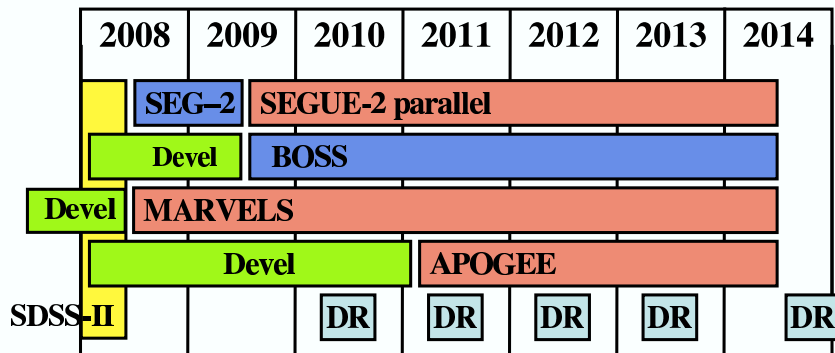 2008 2009 2010 2011 2012 2013 2014
SEG–2 SEGUE-2 parallel
Devel BOSS
Devel MARVELS
Devel APOGEE
SDSS-II DR DR DR DR DR